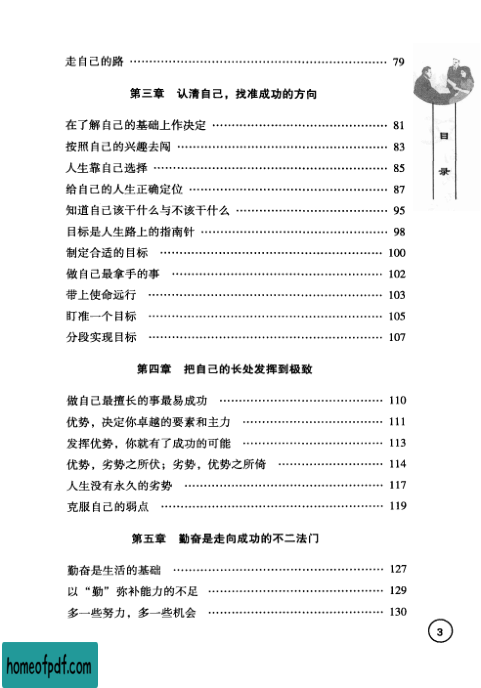 走自己的路 ………………………………………………… 79
第三章 认清自己，找准成功的方向
在了解自己的基础上作决定 ………………………………… 81
按照自己的兴趣去闯 ………………………………………… 83
人生靠自己选择 ……………………………………………… 85
给自己的人生正确定位 ……………………………………… 87
知道自己该干什么与不该干什么 …………………………… 95
目标是人生路上的指南针 …………………………………… 98
制定合适的目标 …………………………………………… 100
做自己最拿手的事 ………………………………………… 102
带上使命远行 ……………………………………………… 103
盯准一个目标 ……………………………………………… 105
分段实现目标 ……………………………………………… 107
第四章 把自己的长处发挥到极致
做自己最擅长的事最易成功 ……………………………… 110
优势，决定你卓越的要素和主力 ………………………… 111
发挥优势，你就有了成功的可能 ………………………… 113
优势，劣势之所伏；劣势，优势之所倚 ………………… 114
人生没有永久的劣势 ……………………………………… 117
克服自己的弱点 …………………………………………… 119
第五章 勤奋是走向成功的不二法门
勤奋是生活的基础 ………………………………………… 127
以“勤”弥补能力的不足 ………………………………… 129
多一些努力，多一些机会 ………………………………… 130
目录
3
homeofpdf.com